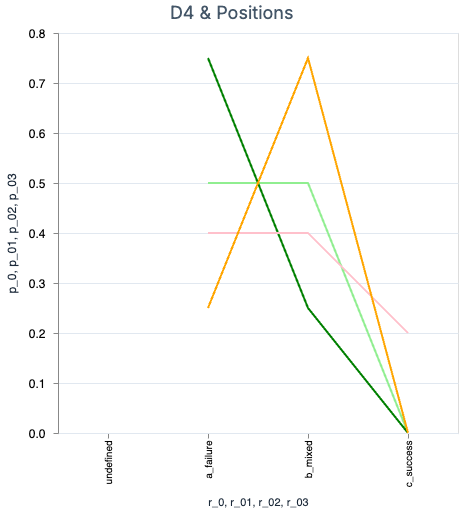 D4 & Positions
0.8
0.7
0.6
0.5
0.4
0.3
0.2
0.1
0.0
p_0, p_01, p_02, p_03
undefined
a_failure
b_mixed
c_success
r_0, r_01, r_02, r_03